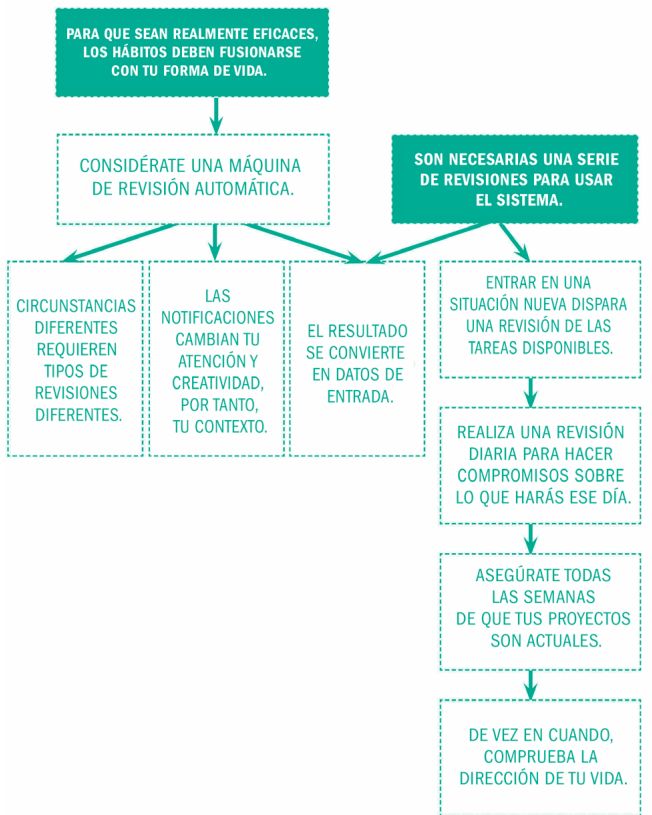 PARA QUE SEAN REALMENTE EFICACES,
LOS HÁBITOS DEBEN FUSIONARSE
CON TU FORMA DE VIDA.
CONSIDÉRATE UNA MÁQUINA
DE REVISIÓN AUTOMÁTICA.
SON NECESARIAS UNA SERIE
DE REVISIONES PARA USAR
EL SISTEMA.
CIRCUNSTANCIAS
DIFERENTES
REQUIEREN
TIPOS DE
REVISIONES
DIFERENTES.
LAS
NOTIFICACIONES
CAMBIAN TU
ATENCIÓN Y
CREATIVIDAD,
POR TANTO,
TU CONTEXTO.
EL RESULTADO
SE CONVIERTE
EN DATOS DE
ENTRADA.
ENTRAR EN UNA
SITUACIÓN NUEVA DISPARA
UNA REVISIÓN DE LAS
TAREAS DISPONIBLES.
REALIZA UNA REVISIÓN
DIARIA PARA HACER
COMPROMISOS SOBRE
LO QUE HARÁS ESE DÍA.
ASEGÚRATE TODAS
LAS SEMANAS
DE QUE TUS PROYECTOS
SON ACTUALES.
DE VEZ EN CUANDO,
COMPRUEBA LA
DIRECCIÓN DE TU VIDA.